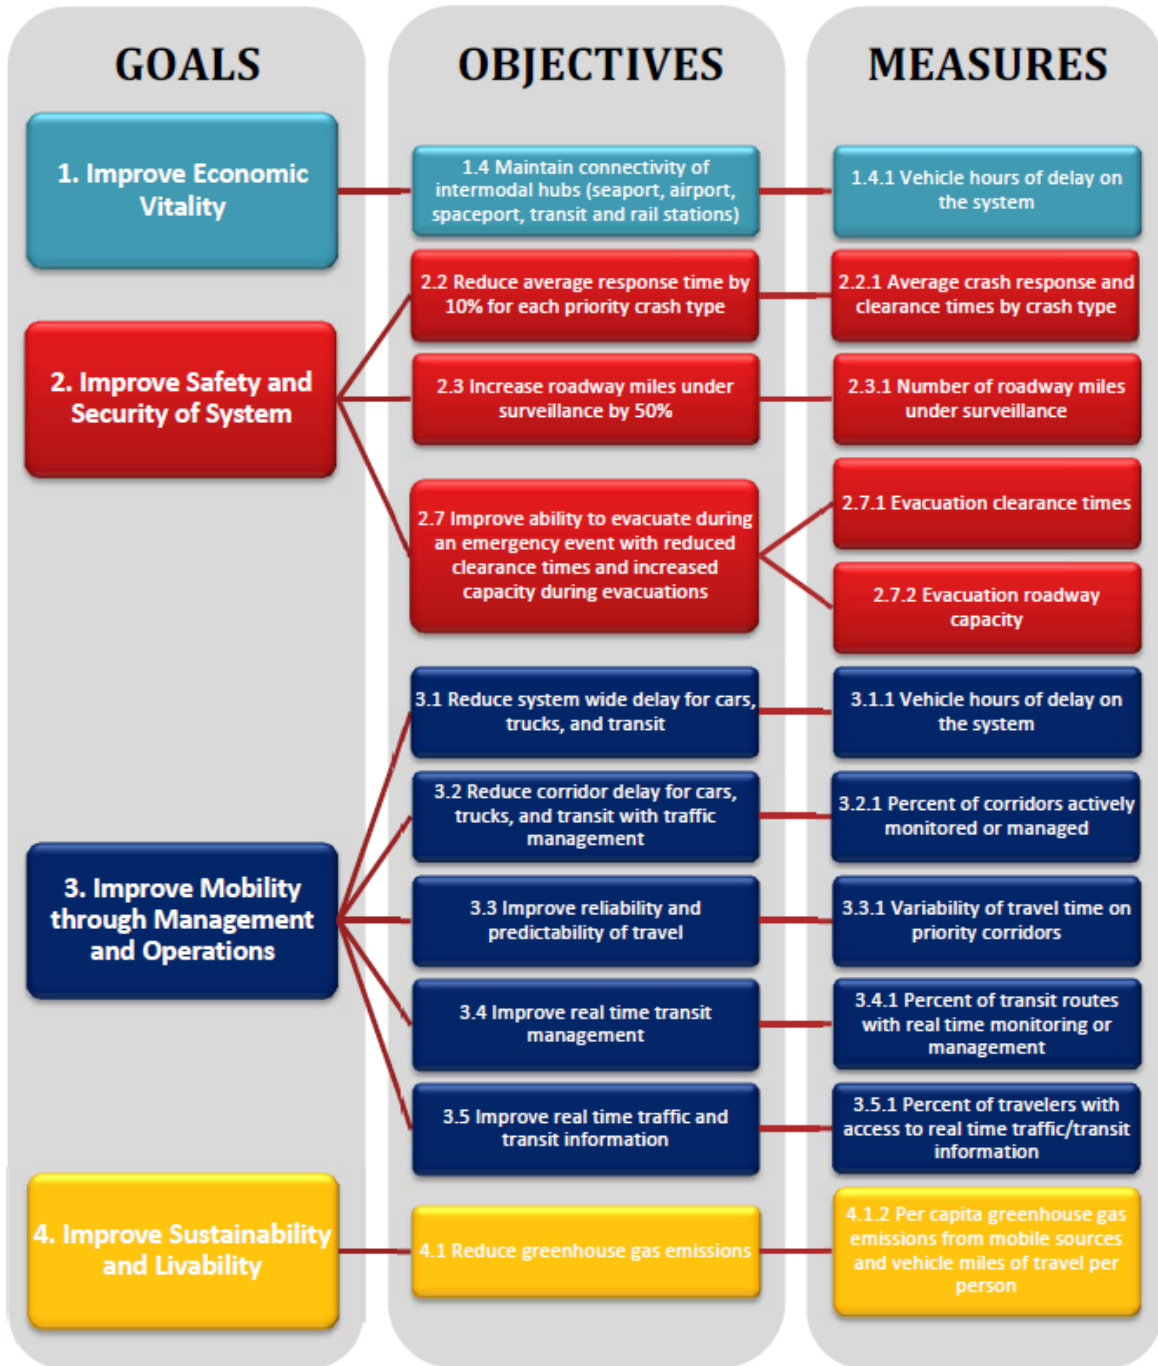 GOALS
OBJECTIVES
MEASURES
1. Improve Economic
Vitality
1.4 Maintain connectivity of
intermodal hubs (seaport, airport,
spaceport, transit and rail stations)
1.4.1 Vehicle hours of delay on
the system
2. Improve Safety and
Security of System
2.2 Reduce average response time by
10% for each priority crash type
2.2.1 Average crash response and
clearance times by crash type
2.3 Increase roadway miles under
surveillance by 50%
2.3.1 Number of roadway miles
under surveillance
2.7 Improve ability to evacuate during
an emergency event with reduced
clearance times and increased
capacity during evacuations
2.7.1 Evacuation clearance times
2.7.2 Evacuation roadway
capacity
3. Improve Mobility
through Management
and Operations
3.1 Reduce system wide delay for cars,
trucks, and transit
3.1.1 Vehicle hours of delay on
the system
3.2 Reduce corridor delay for cars,
trucks, and transit with traffic
management
3.2.1 Percent of corridors actively
monitored or managed
3.3 Improve reliability and
predictability of travel
3.3.1 Variability of travel time on
priority corridors
3.4 Improve real time transit
management
3.4.1 Percent of transit routes
with real time monitoring or
management
3.5 Improve real time traffic and
transit information
3.5.1 Percent of travelers with
access to real time traffic/transit
information
4. Improve Sustainability
and Livability
4.1 Reduce greenhouse gas emissions
4.1.2 Per capita greenhouse gas
emissions from mobile sources
and vehicle miles of travel per
person